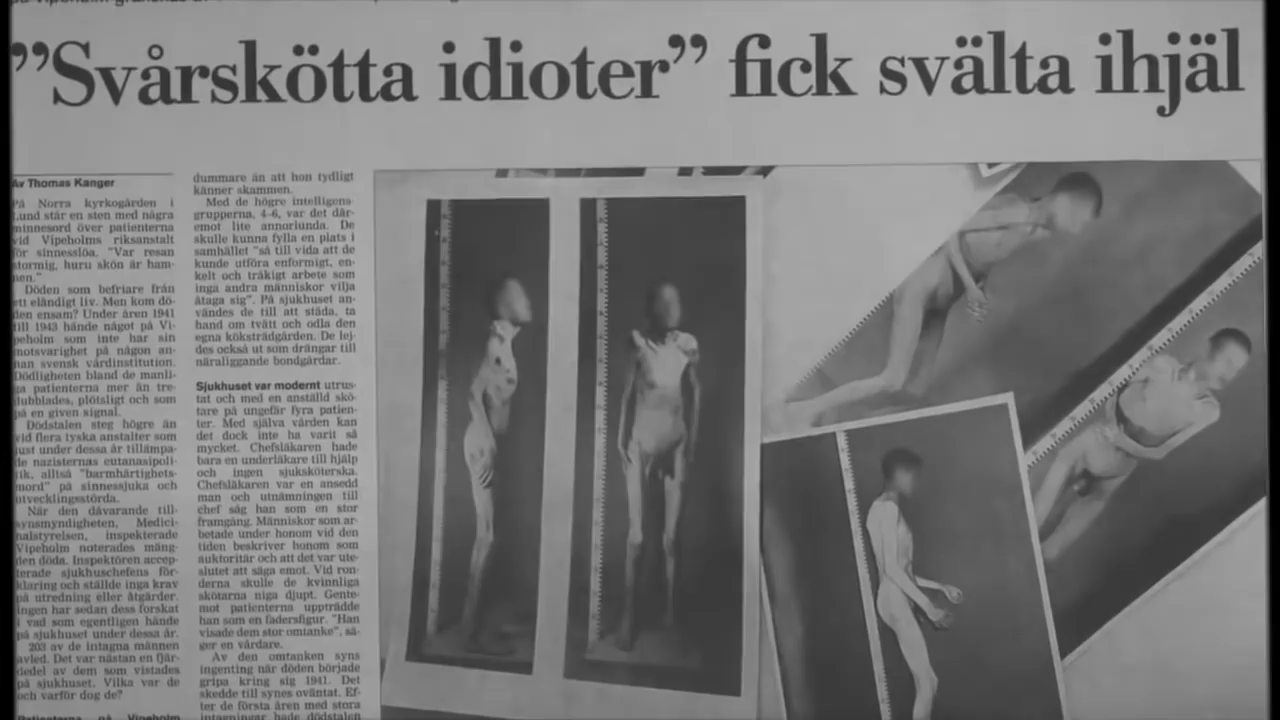 ”Svårskötta idioter” fick svälta ihjäl
Av Thomas Kanger
På Norra kyrkogården i
Lund står en sten med några
minnesord över patienterna
vid Vipeholms riksanstalt
för sinnesslöa. "Var resan
stormig, huru skön är ham-
nen."
Döden som befriare från
ett eländigt liv. Men kom dö-
den ensam? Under åren 1941
till 1943 hände något på Vi-
peholm som inte har sin
motsvarighet på någon an-
nan svensk vårdinstitution.
Dödligheten bland de manli-
ga patienterna mer än tre-
dubblades, plötsligt och som
på en given signal.
Dödstalen steg högre än
vid flera tyska anstalter som
just under dessa år tillämpa-
de nazisternas eutanasipoli-
tik, alltså "barmhärtighets-
mord" på sinnessjuka och
utvecklingsstörda.
När den dåvarande till-
synsmyndigheten, Medici-
nalstyrelsen, inspekterade
Vipeholm noterades mäng-
den döda. Inspektören accep-
terade sjukhuschefens för-
klaring och ställde inga krav
på utredning eller åtgärder.
Ingen har sedan dess forskat
i vad som egentligen hände
på sjukhuset under dessa år.
203 av de intagna männen
avled. Det var nästan en fjär-
dedel av dem som vistades
på sjukhuset. Vilka var de
och varför dog de?
Patienterna på Vipeholm
dummare än att hon tydligt
känner skammen.
Med de högre intelligens-
grupperna, 4-6, var det där-
emot lite annorlunda. De
skulle kunna fylla en plats i
samhället "så till vida att de
kunde utföra enformigt, en-
kelt och tråkigt arbete som
inga andra människor vilja
åtaga sig". På sjukhuset an-
vändes de till att städa, ta
hand om tvätt och odla den
egna köksträdgården. De lej-
des också ut som drängar till
näraliggande bondgårdar.
Sjukhuset var modernt utrus-
tat och med en anställd skö-
tare på ungefär fyra patien-
ter. Med själva vården kan
det dock inte ha varit så
mycket. Chefsläkaren hade
bara en underläkare till hjälp
och ingen sjuksköterska.
Chefsläkaren var en ansedd
man och utnämningen till
chef såg han som en stor
framgång. Människor som ar-
betade under honom vid den
tiden beskriver honom som
auktoritär och att det var ute-
slutet att säga emot. Vid ron-
derna skulle de kvinnliga
skötarna niga djupt. Gente-
mot patienterna uppträdde
han som en fadersfigur. "Han
visade dem stor omtanke", sä-
ger en vårdare.
Av den omtanken syns
ingenting när döden började
gripa kring sig 1941. Det
skedde till synes oväntat. Ef-
ter de första åren med stora
intagningar hade dödstalen